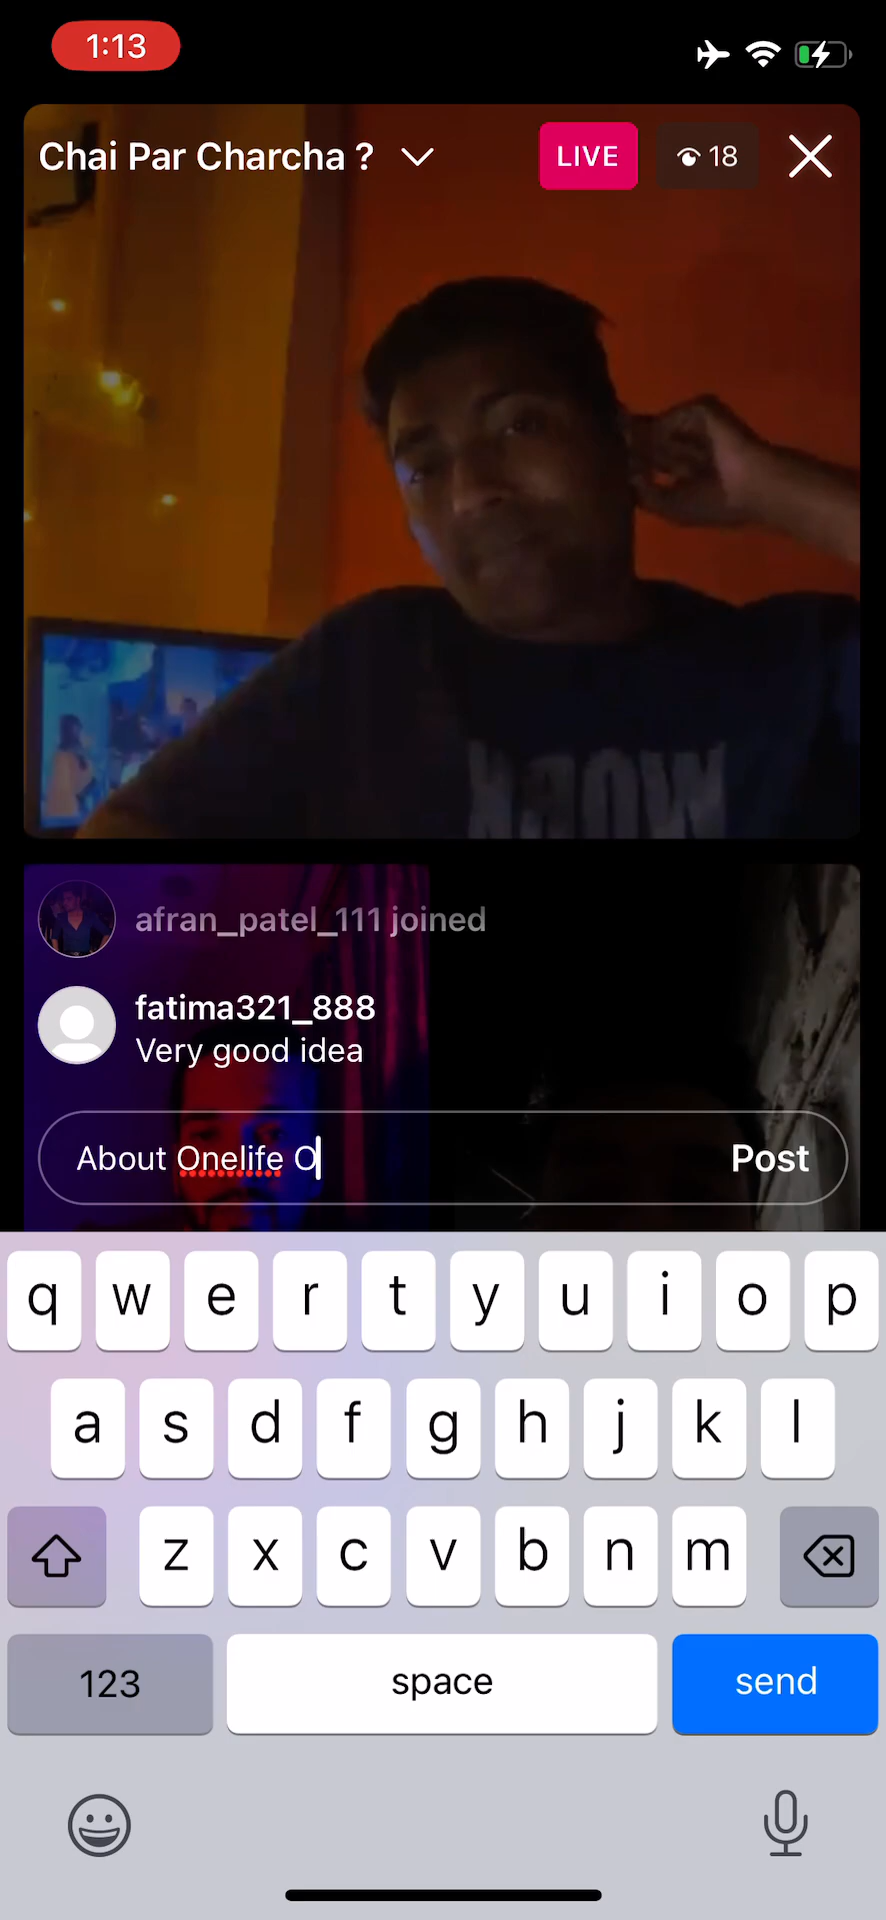 1:13
Chai Par Charcha ?
LIVE
18
afran_patel_111 joined
fatima321_888
Very good idea
About Onelife O
Post
q w e r t y u i o p
a s d f g h j k l
z x c v b n m
123
space
send